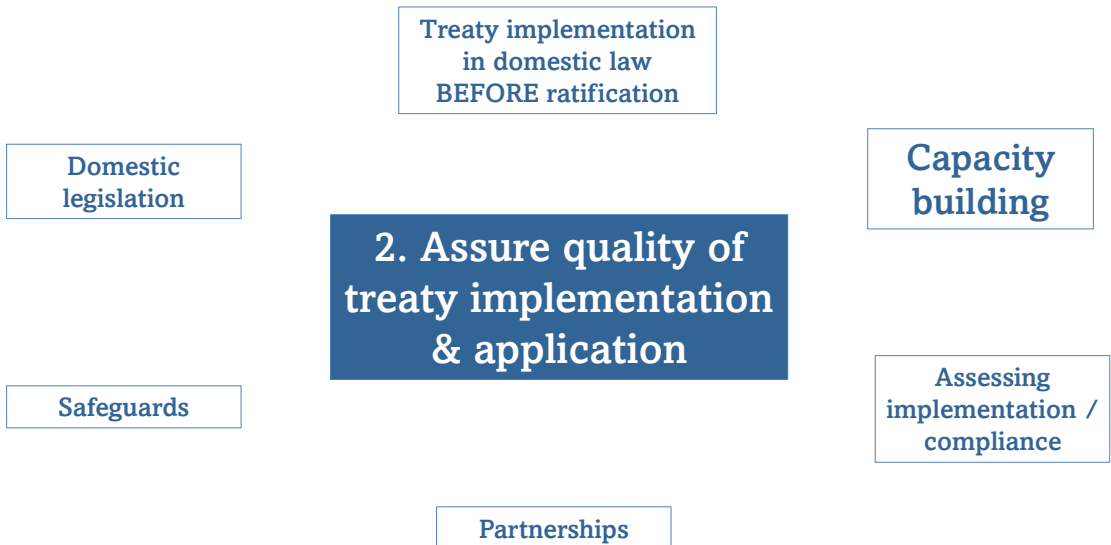 Treaty implementation
in domestic law
BEFORE ratification
Domestic
legislation
Capacity
building
2. Assure quality of
treaty implementation
& application
Safeguards
Assessing
implementation /
compliance
Partnerships